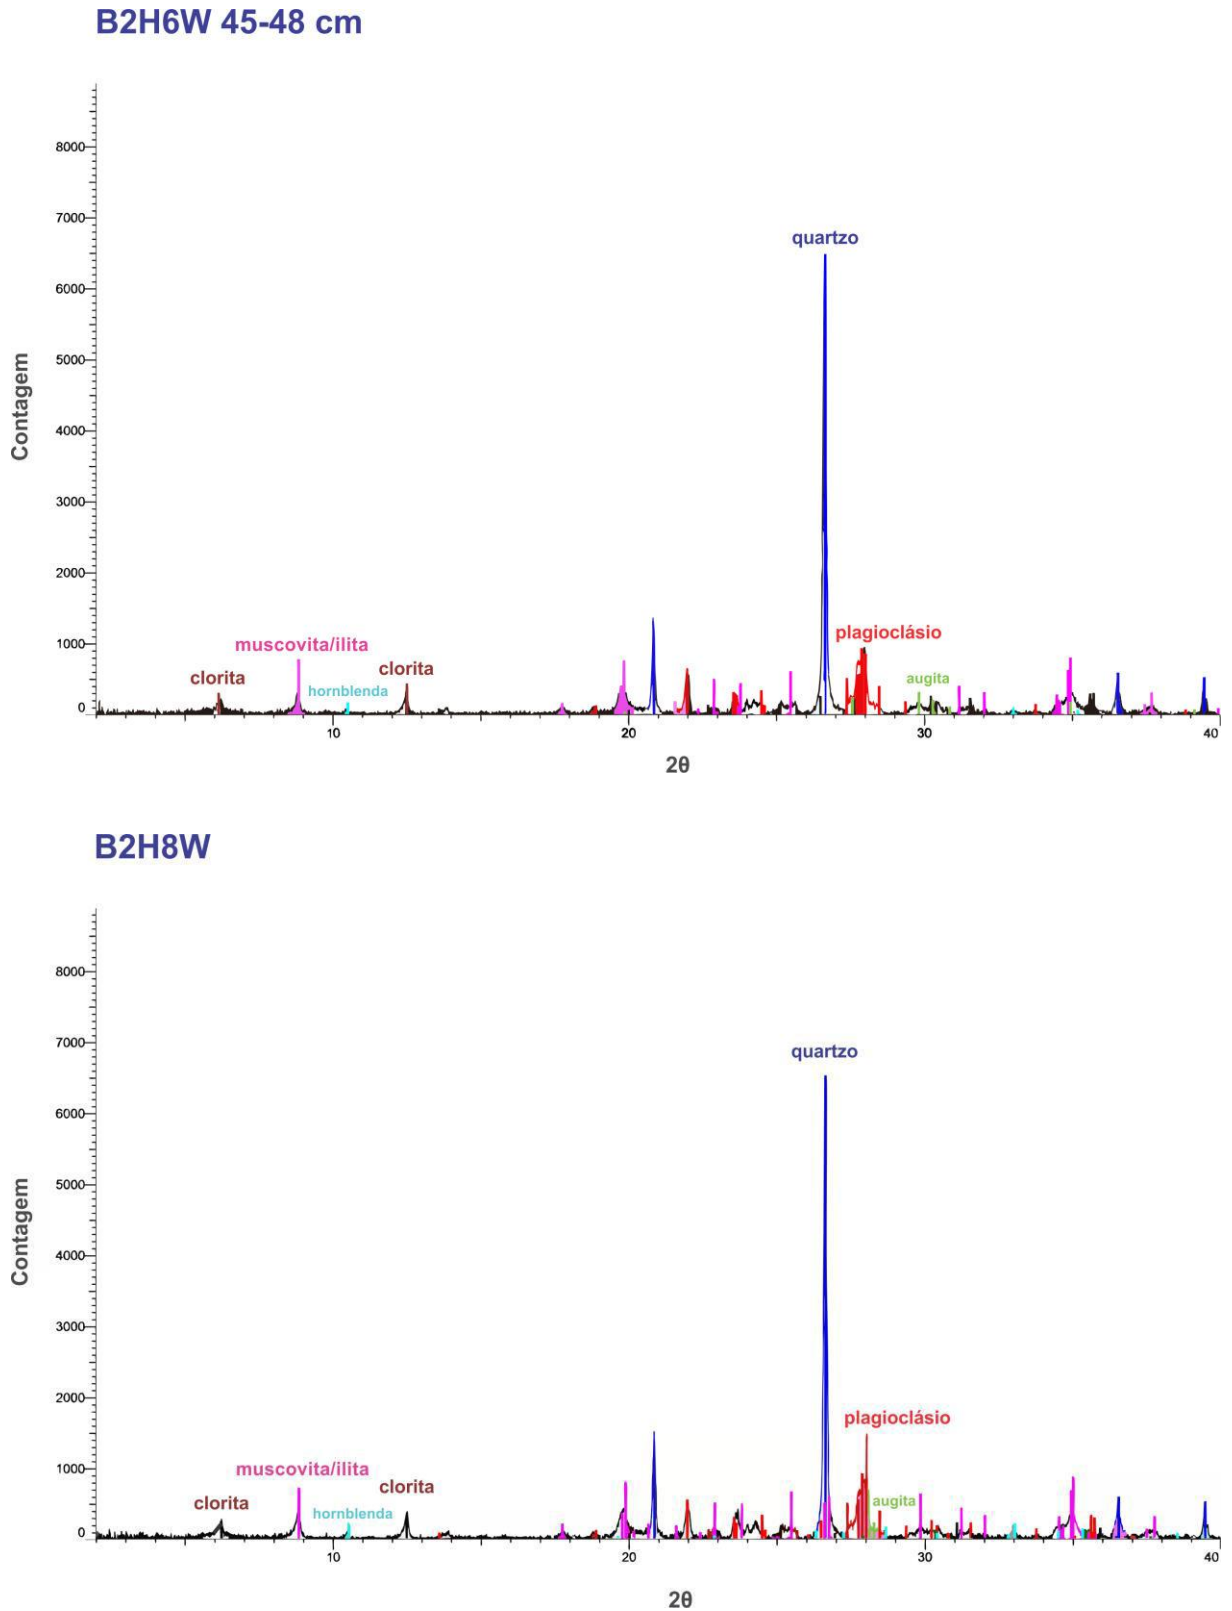 B2H6W 45-48 cm
8000
7000
quartzo
6000
5000
Contagem
4000
3000
2000
1000
plagioclásio
muscovita/ilita
clorita
clorita
augita
hornblenda
0
10
20
30
40
2θ
B2H8W
8000
7000
quartzo
6000
5000
Contagem
4000
3000
2000
plagioclásio
1000
muscovita/ilita
clorita
clorita
augita
hornblenda
0
10
20
30
40
2θ